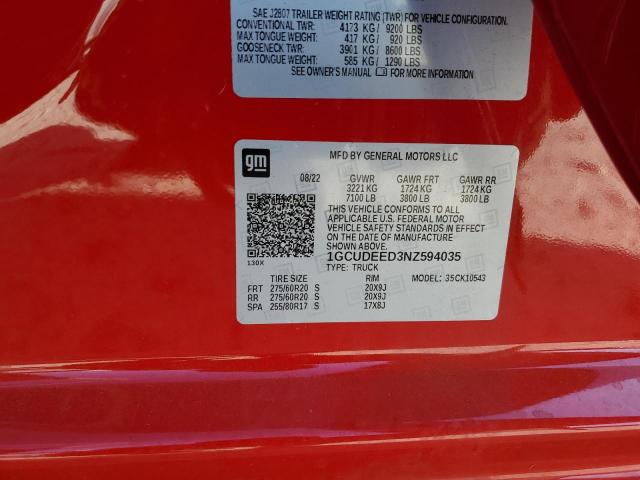 SAE J2807 TRAILER WEIGHT RATING (TWR) FOR VEHICLE CONFIGURATION.
CONVENTIONAL TWR: 4173 KG / 9200 LBS
MAX TONGUE WEIGHT: 417 KG / 920 LBS
GOOSENECK TWR: 3901 KG / 8600 LBS
MAX TONGUE WEIGHT: 585 KG / 1290 LBS
SEE OWNER'S MANUAL FOR MORE INFORMATION
gm
MFD BY GENERAL MOTORS LLC
08/22 GVWR GAWR FRT GAWR RR
3221 KG 1724 KG 1724 KG
7100 LB 3800 LB 3800 LB
THIS VEHICLE CONFORMS TO ALL
APPLICABLE U.S. FEDERAL MOTOR
VEHICLE SAFETY STANDARDS IN EFFECT
ON THE DATE OF MANUFACTURE
SHOWN ABOVE.
1GCUDEED3NZ594035
130X
TYPE: TRUCK
TIRE SIZE RIM MODEL: 35CK10543
FRT 275/60R20 S 20X9J
RR 275/60R20 S 20X9J
SPA 255/80R17 S 17X8J